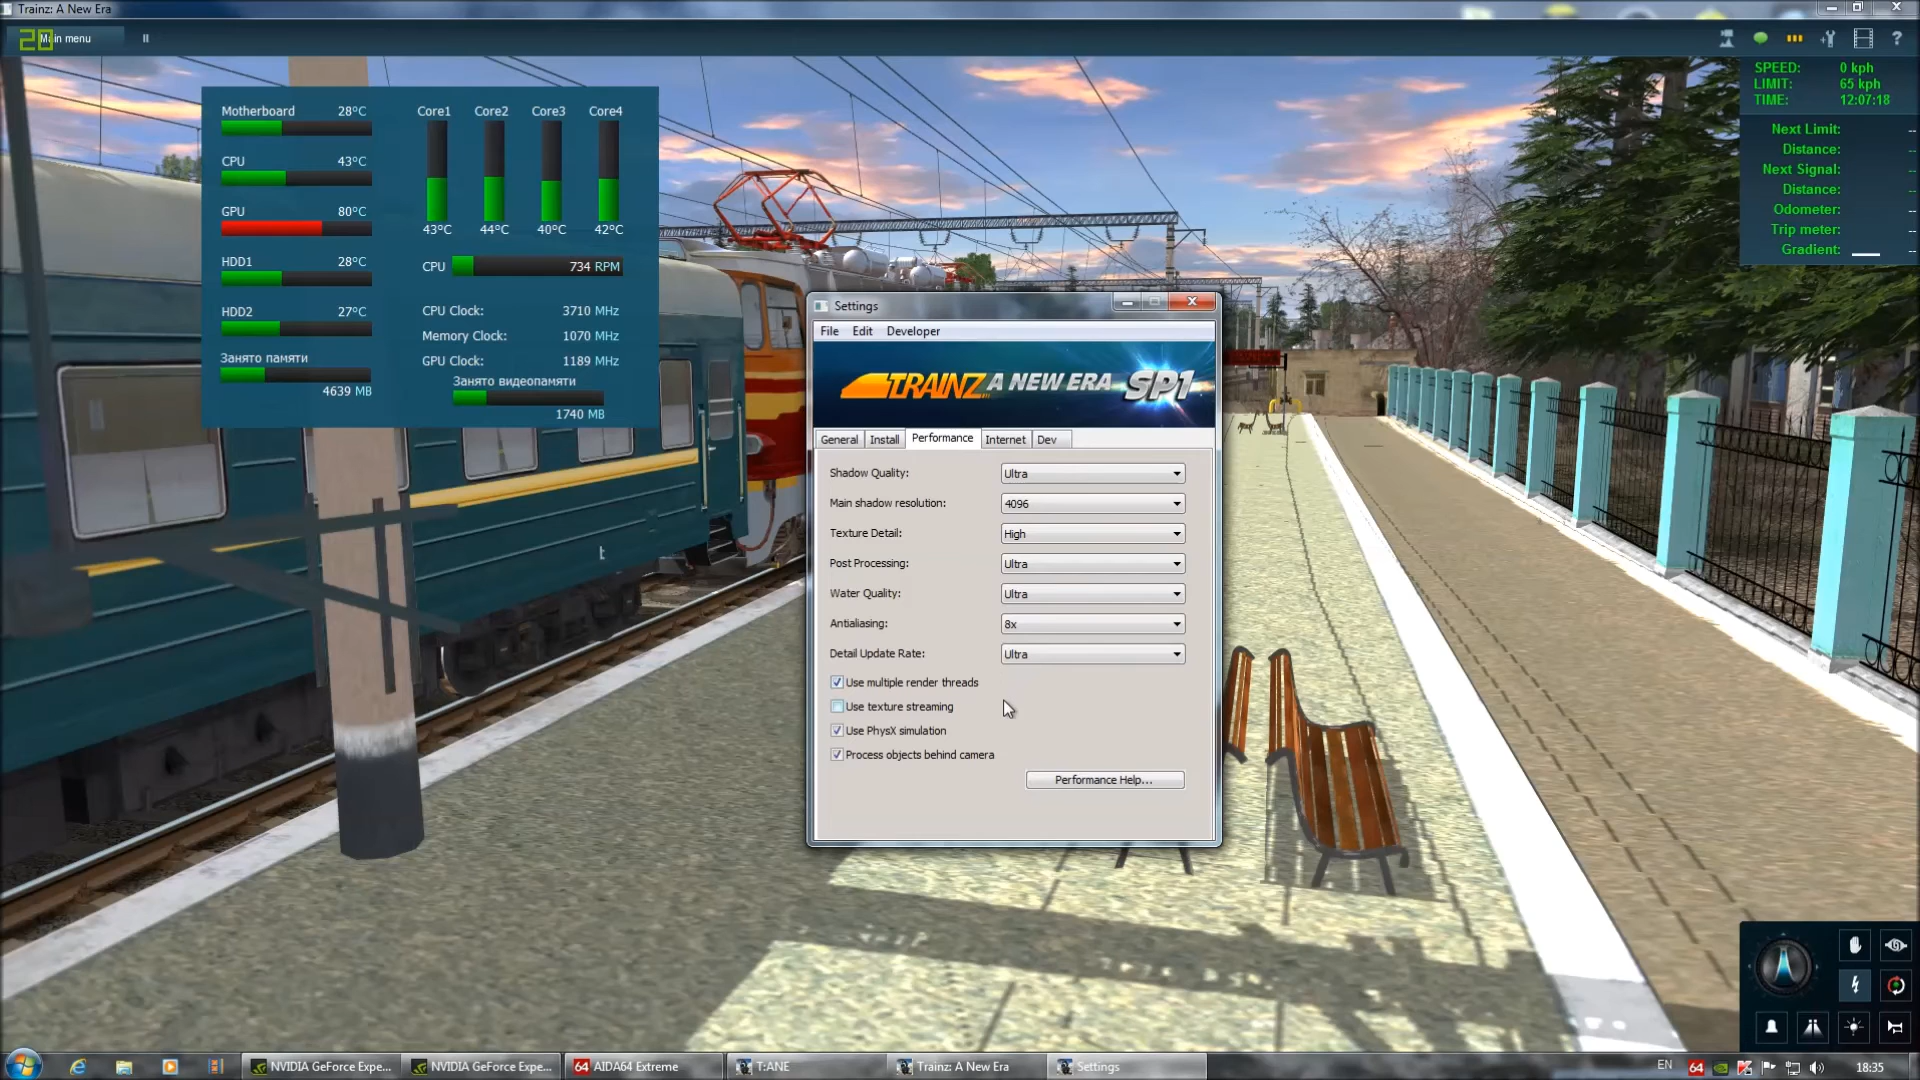 Trainz: A New Era
20
Main menu
SPEED: 0 kph
LIMIT: 65 kph
TIME: 12:07:18
Next Limit: --
Distance: --
Next Signal: --
Distance: --
Odometer: --
Trip meter: --
Gradient:
Motherboard 28°C
CPU 43°C
GPU 80°C
HDD1 28°C
HDD2 27°C
Занято памяти
4639 MB
Core1 Core2 Core3 Core4
43°C 44°C 40°C 42°C
CPU 734 RPM
CPU Clock: 3710 MHz
Memory Clock: 1070 MHz
GPU Clock: 1189 MHz
Занято видеопамяти
1740 MB
Settings
File Edit Developer
TRAINZ A NEW ERA SP1
General Install Performance Internet Dev
Shadow Quality: Ultra
Main shadow resolution: 4096
Texture Detail: High
Post Processing: Ultra
Water Quality: Ultra
Antialiasing: 8x
Detail Update Rate: Ultra
Use multiple render threads
Use texture streaming
Use PhysX simulation
Process objects behind camera
Performance Help...
NVIDIA GeForce Expe...
NVIDIA GeForce Expe...
64 AIDA64 Extreme
T:ANE
Trainz: A New Era
Settings
EN
64
18:35